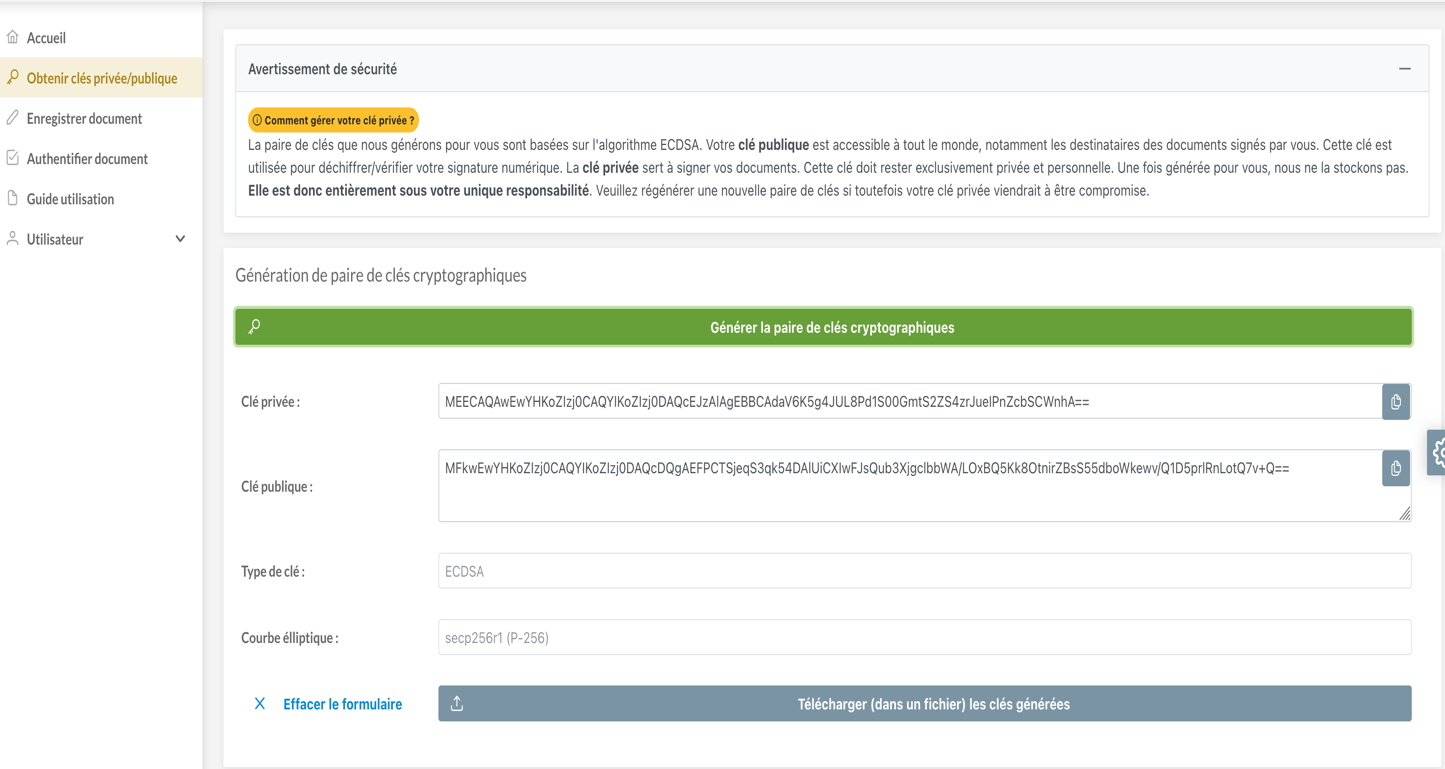 Accueil
Obtenir clés privée/publique
Enregistrer document
Authentifier document
Guide utilisation
Utilisateur
Avertissement de sécurité
Comment gérer votre clé privée ?
La paire de clés que nous générons pour vous sont basées sur l'algorithme ECDSA. Votre clé publique est accessible à tout le monde, notamment les destinataires des documents signés par vous. Cette clé est
utilisée pour déchiffrer/vérifier votre signature numérique. La clé privée sert à signer vos documents. Cette clé doit rester exclusivement privée et personnelle. Une fois générée pour vous, nous ne la stockons pas.
Elle est donc entièrement sous votre unique responsabilité. Veuillez régénérer une nouvelle paire de clés si toutefois votre clé privée viendrait à être compromise.
Génération de paire de clés cryptographiques
Générer la paire de clés cryptographiques
Clé privée :
MEECAQAwEwYHKoZIzj0CAQYIKoZIzj0DAQcEJzAlAgEBBCAdaV6K5g4JUL8Pd1S00GmtS2ZS4zrJueIPnZcbSCWnhA==
Clé publique :
MFkwEwYHKoZIzj0CAQYIKoZIzj0DAQcDQgAEFPCTSjeqS3qk54DAlUiCXIwFJsQub3XjgclbbWA/LOxBQ5Kk8OtnirZBsS55dboWkewv/Q1D5prlRnLotQ7v+Q==
Type de clé :
ECDSA
Courbe élliptique :
secp256r1 (P-256)
Effacer le formulaire
Télécharger (dans un fichier) les clés générées